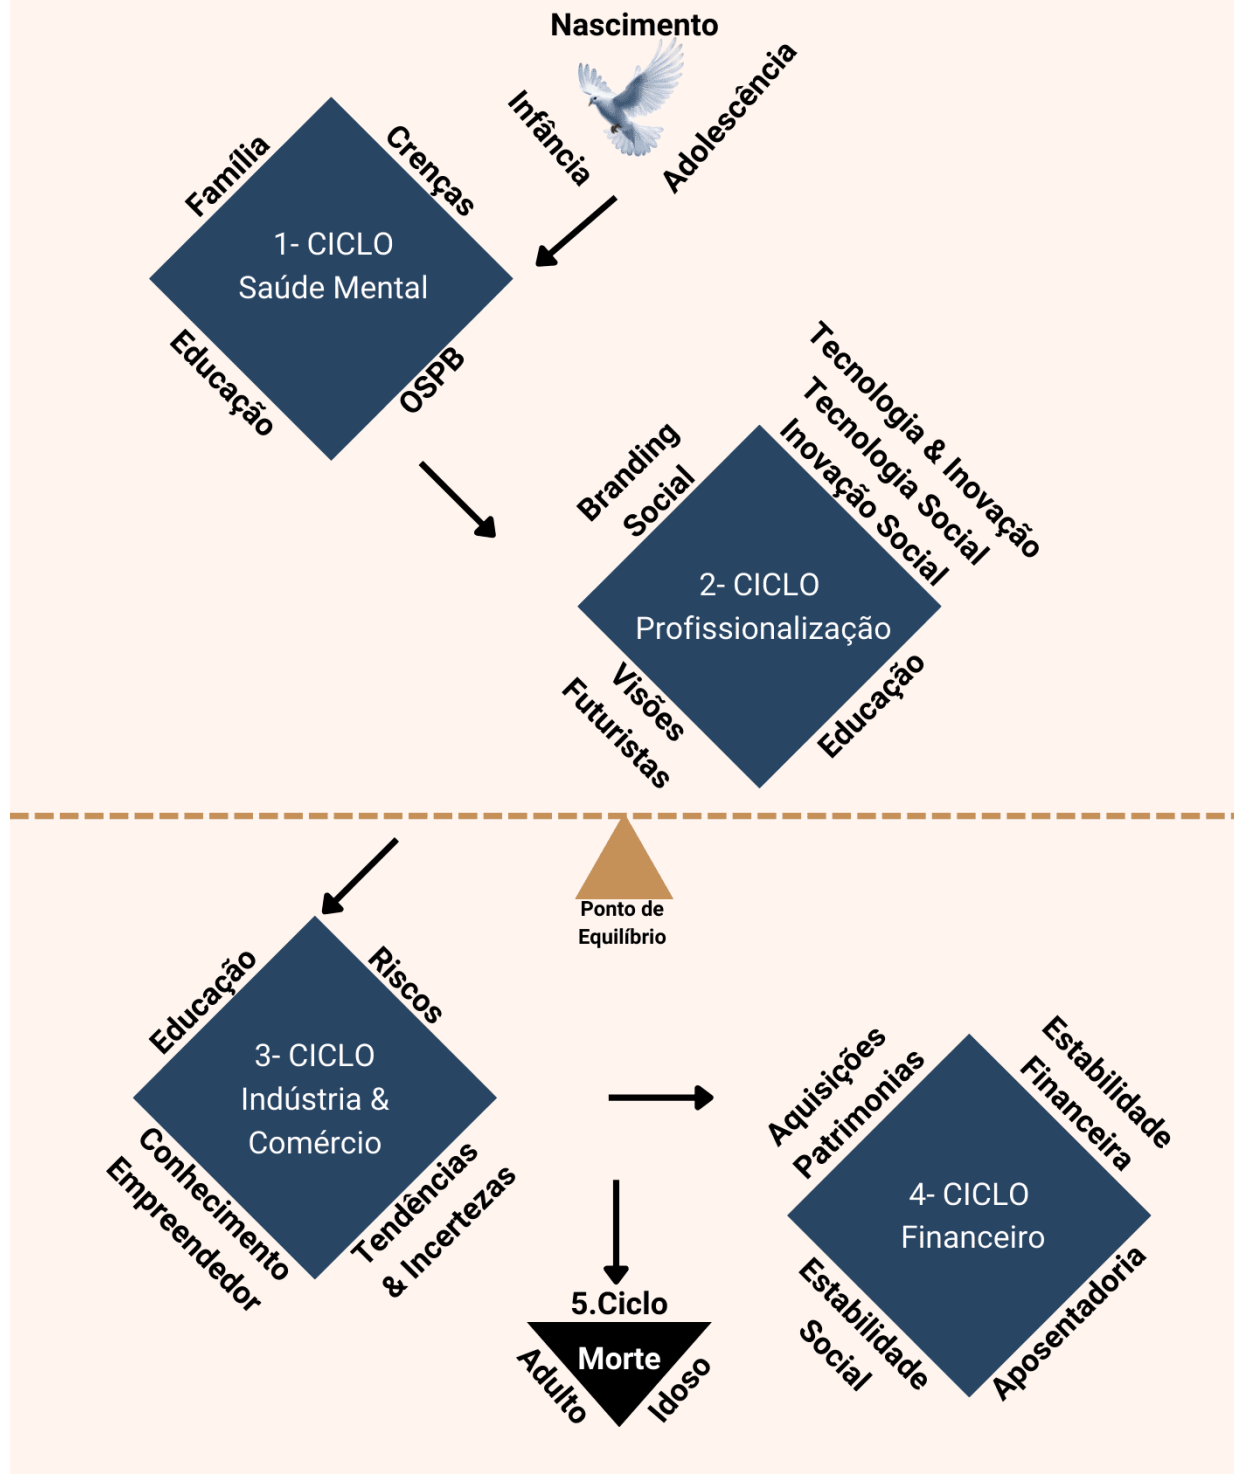 Nascimento
Infância
Adolescência
Família
Crenças
1- CICLO
Saúde Mental
Educação
OSPB
Branding
Social
Tecnologia & Inovação
Tecnologia Social
Inovação Social
2- CICLO
Profissionalização
Visões
Futuristas
Educação
Ponto de
Equilíbrio
Educação
Riscos
3- CICLO
Indústria &
Comércio
Conhecimento
Empreendedor
Tendências
& Incertezas
Aquisições
Patrimonias
Estabilidade
Financeira
4- CICLO
Financeiro
Estabilidade
Social
Aposentadoria
5.Ciclo
Morte
Adulto
Idoso